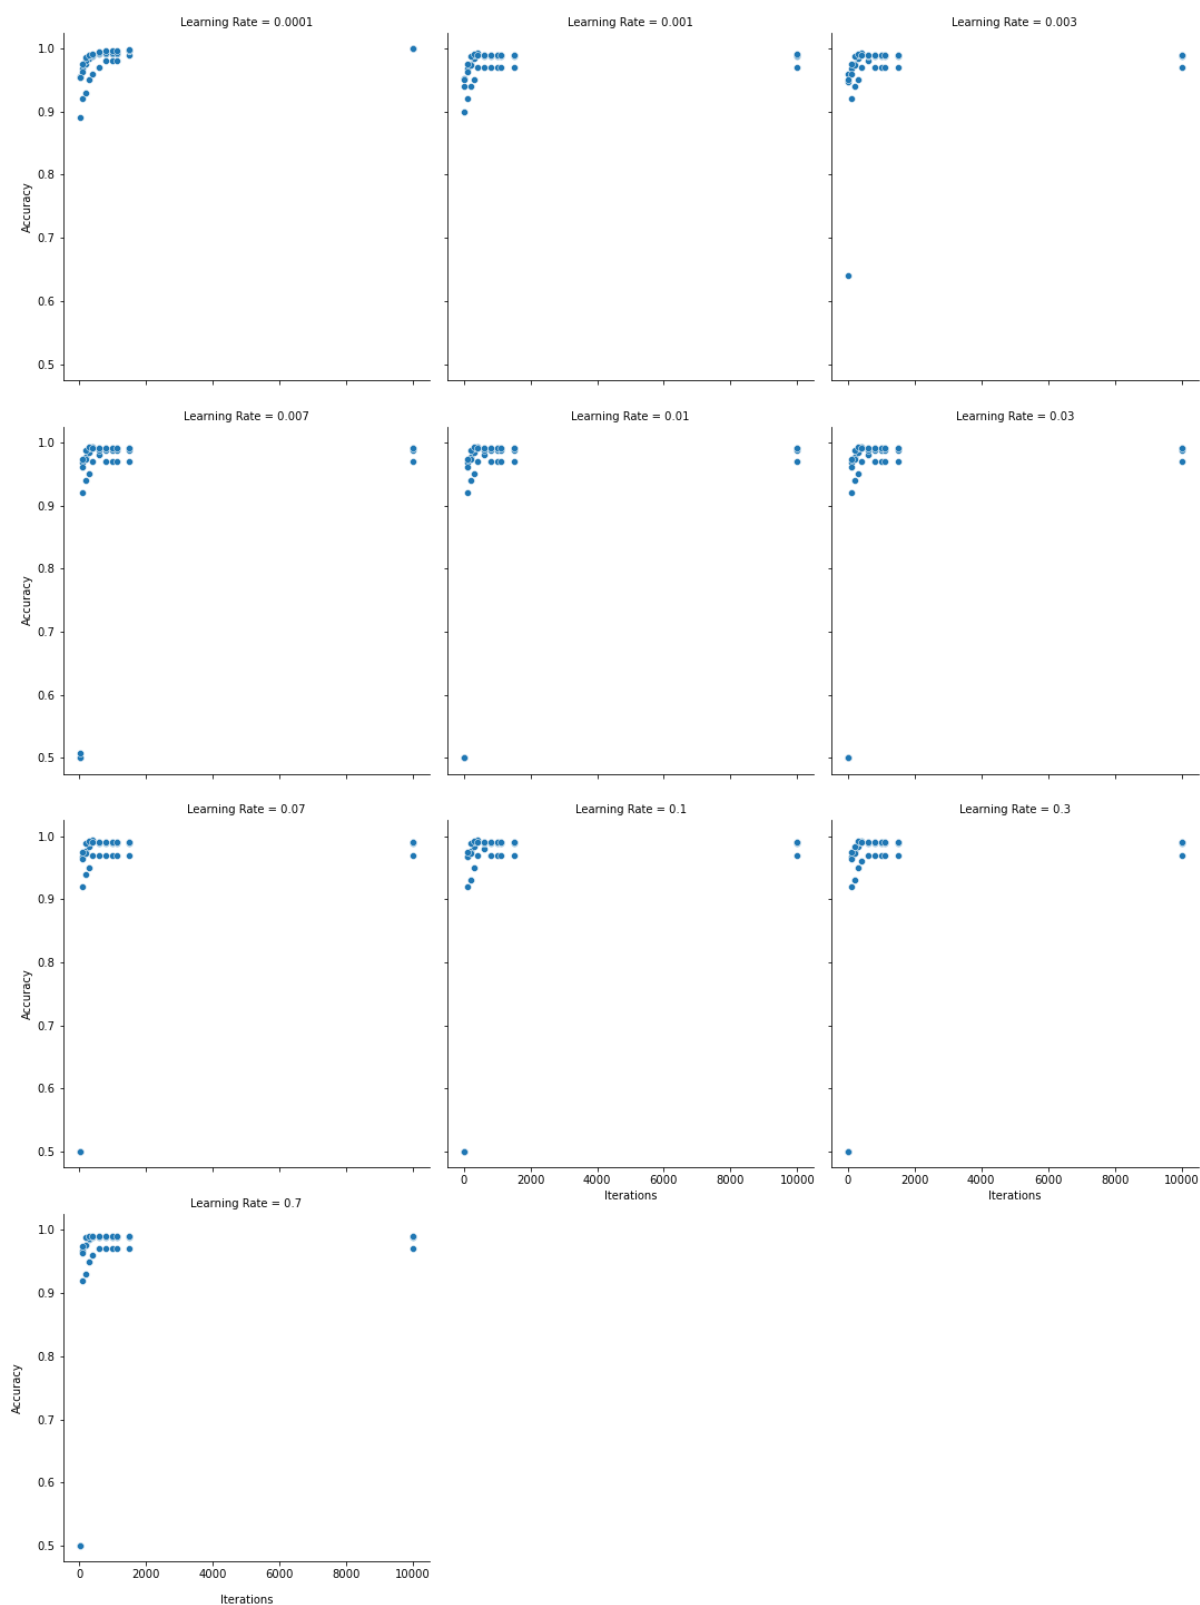 Learning Rate = 0.0001
Learning Rate = 0.001
Learning Rate = 0.003
1.0
0.9
0.8
0.7
0.6
0.5
Accuracy
Learning Rate = 0.007
Learning Rate = 0.01
Learning Rate = 0.03
1.0
0.9
0.8
0.7
0.6
0.5
Accuracy
Learning Rate = 0.07
Learning Rate = 0.1
Learning Rate = 0.3
1.0
0.9
0.8
0.7
0.6
0.5
Accuracy
0 2000 4000 6000 8000 10000
Iterations
0 2000 4000 6000 8000 10000
Iterations
Learning Rate = 0.7
1.0
0.9
0.8
0.7
0.6
0.5
Accuracy
0 2000 4000 6000 8000 10000
Iterations